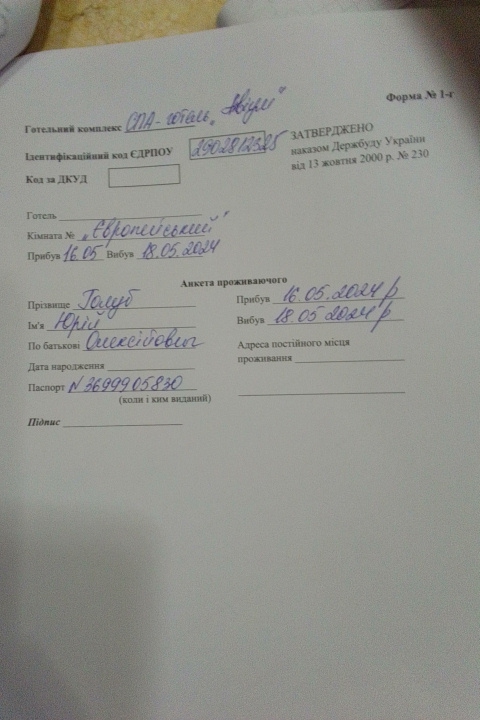 Форма № 1-г
Готельний комплекс СПА-готель „Авіум"
Ідентифікаційний код ЄДРПОУ 2902812525
ЗАТВЕРДЖЕНО
наказом Держбуду України
від 13 жовтня 2000 р. № 230
Код за ДКУД
Готель
Кімната № „Європейський"
Прибув 16.05 Вибув 18.05.2024
Анкета проживаючого
Прізвище Голуб
Ім'я Юрій
По батькові Олексійович
Дата народження
Паспорт N 3699905830
(коли і ким виданий)
Підпис
Прибув 16.05.2024 р
Вибув 18.05 2024 р
Адреса постійного місця
проживання